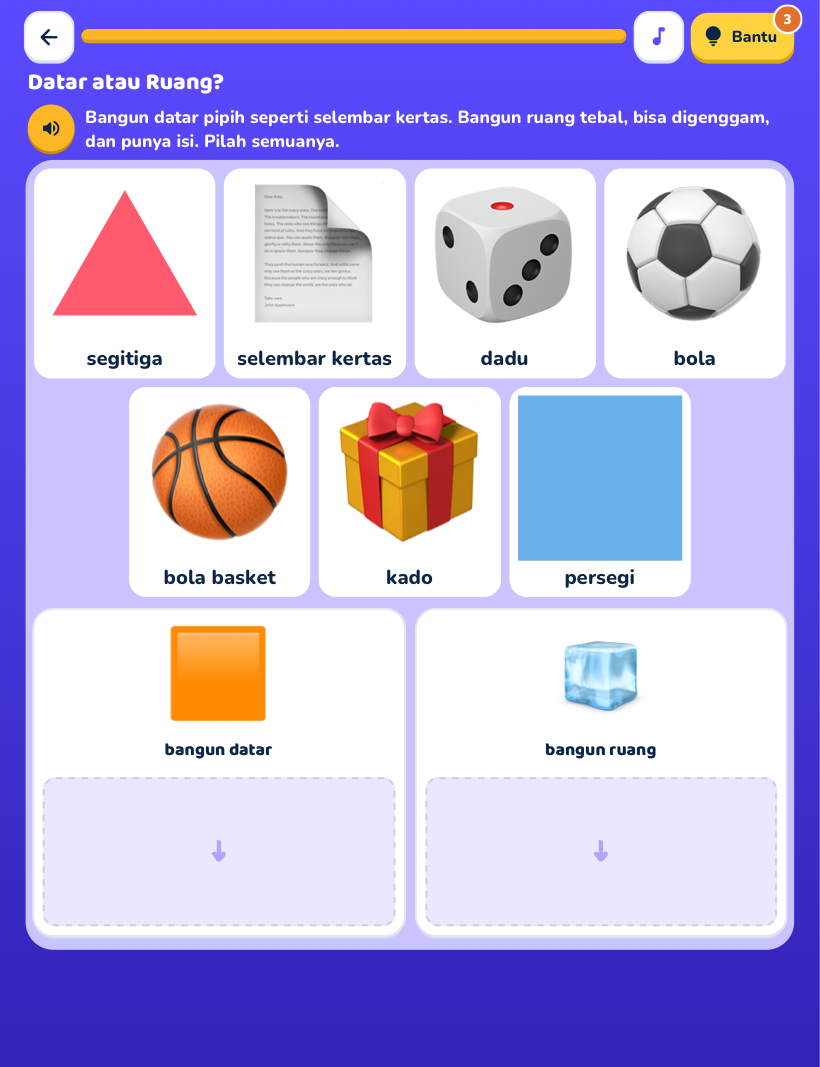 3
Bantu
Datar atau Ruang?
Bangun datar pipih seperti selembar kertas. Bangun ruang tebal, bisa digenggam,
dan punya isi. Pilah semuanya.
segitiga
selembar kertas
dadu
bola
bola basket
kado
persegi
bangun datar
bangun ruang